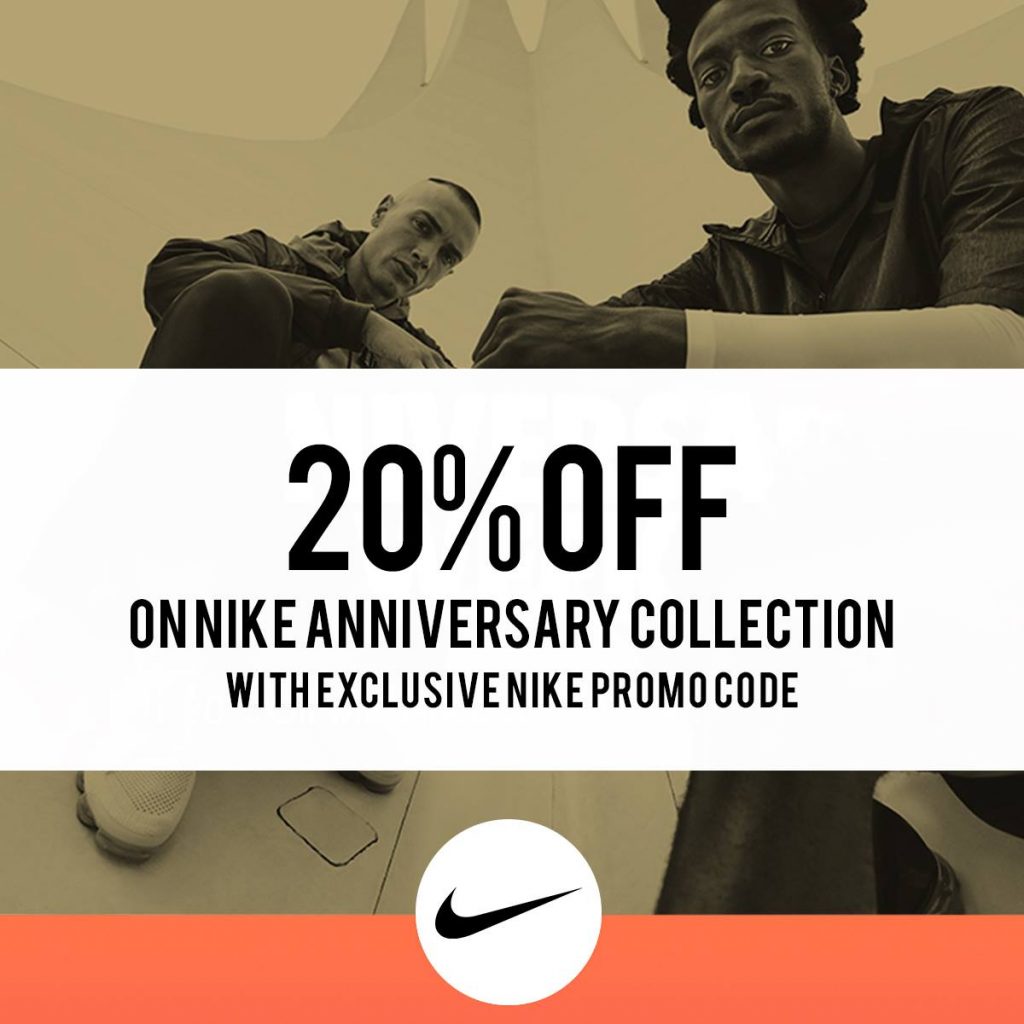 20% OFF
ON NIKE ANNIVERSARY COLLECTION
WITH EXCLUSIVE NIKE PROMO CODE